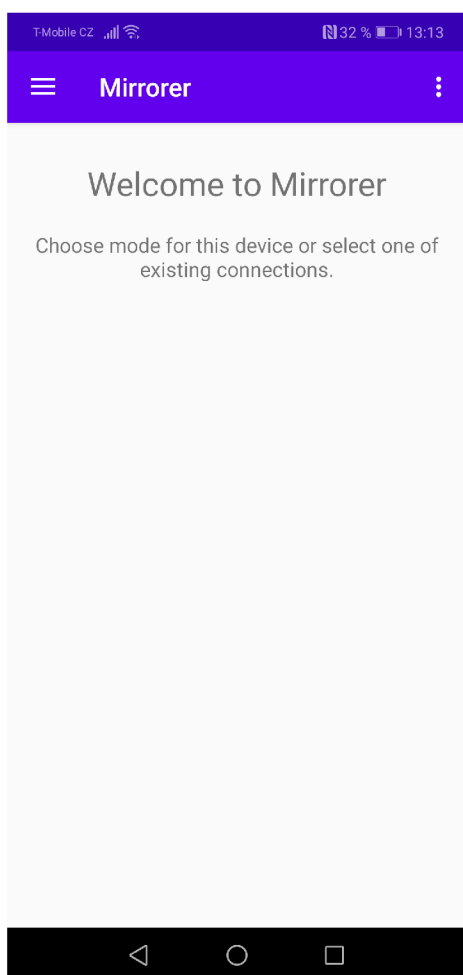 T-Mobile CZ 32 % 13:13
Mirrorer
Welcome to Mirrorer
Choose mode for this device or select one of
existing connections.